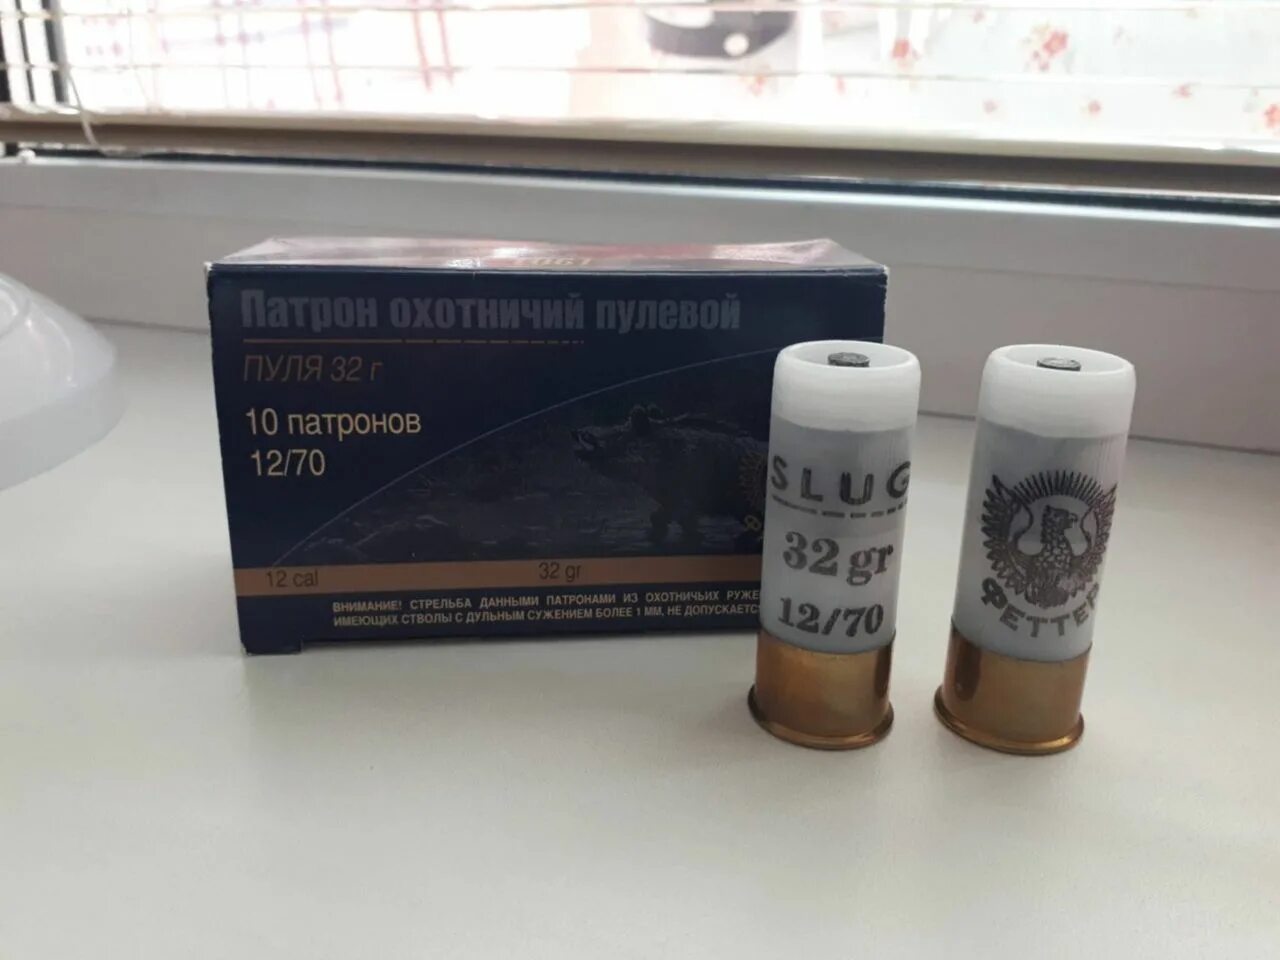 Патрон охотничий пулевой
ПУЛЯ 32 г
10 патронов
12/70
12 cal
32 gr
ВНИМАНИЕ! СТРЕЛЬБА ДАННЫМИ ПАТРОНАМИ ИЗ ОХОТНИЧЬИХ РУЖЕ
ИМЕЮЩИХ СТВОЛЫ С ДУЛЬНЫМ СУЖЕНИЕМ БОЛЕЕ 1 ММ, НЕ ДОПУСКАЕТС
SLUG
32 gr
12/70
ФЕТТЕР